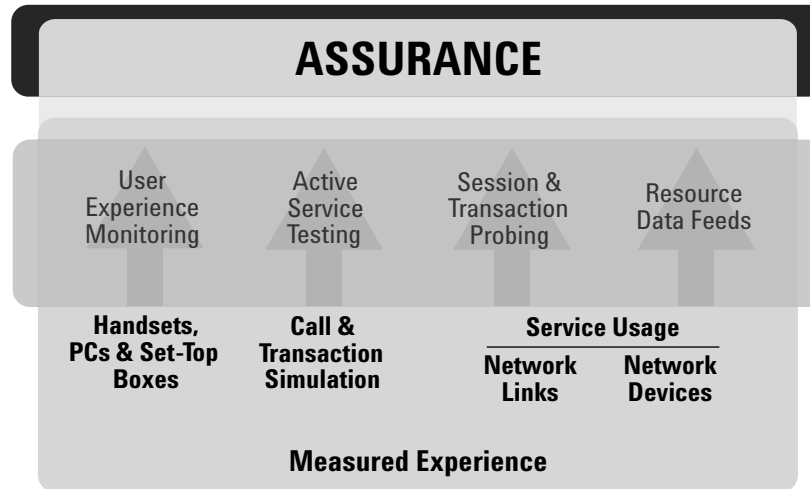 ASSURANCE
User
Experience
Monitoring
Active
Service
Testing
Session &
Transaction
Probing
Resource
Data Feeds
Handsets,
PCs & Set-Top
Boxes
Call &
Transaction
Simulation
Service Usage
Network
Links
Network
Devices
Measured Experience